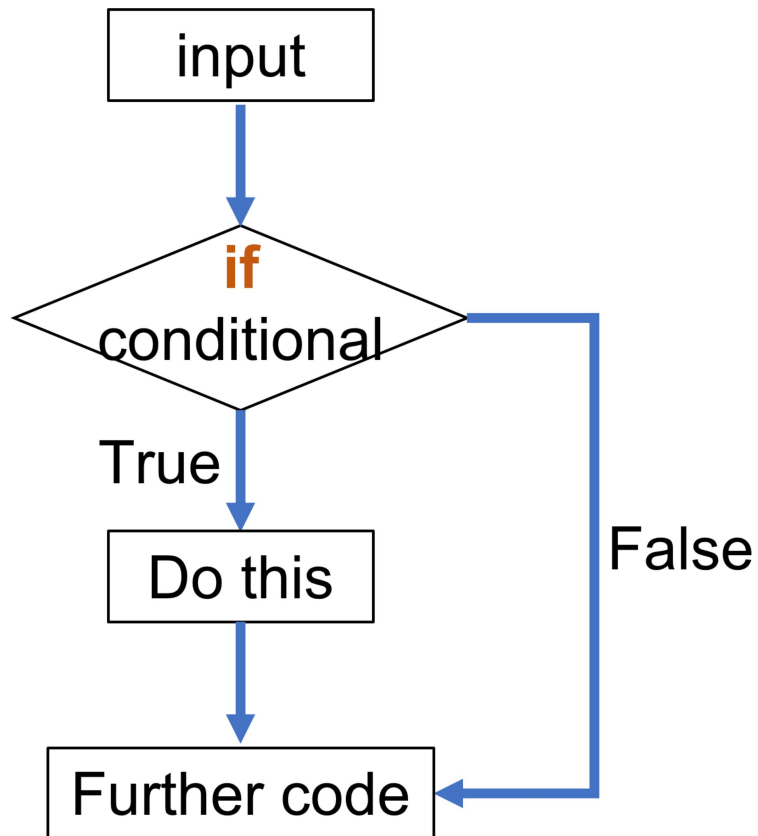 input
if
conditional
True
Do this
False
Further code